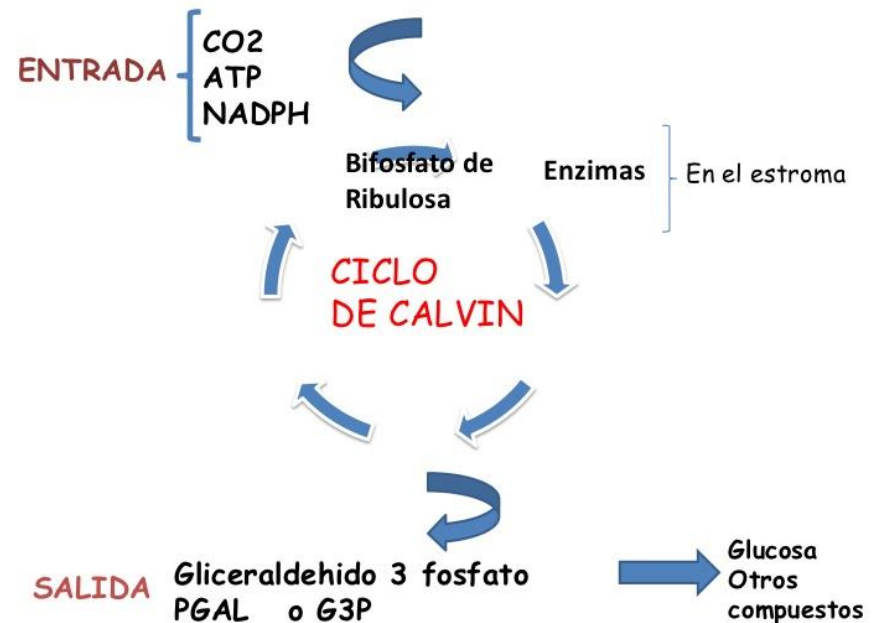 ENTRADA
CO2
ATP
NADPH
Bifosfato de
Ribulosa
Enzimas
En el estroma
CICLO
DE CALVIN
SALIDA
Gliceraldehido 3 fosfato
PGAL o G3P
Glucosa
Otros
compuestos